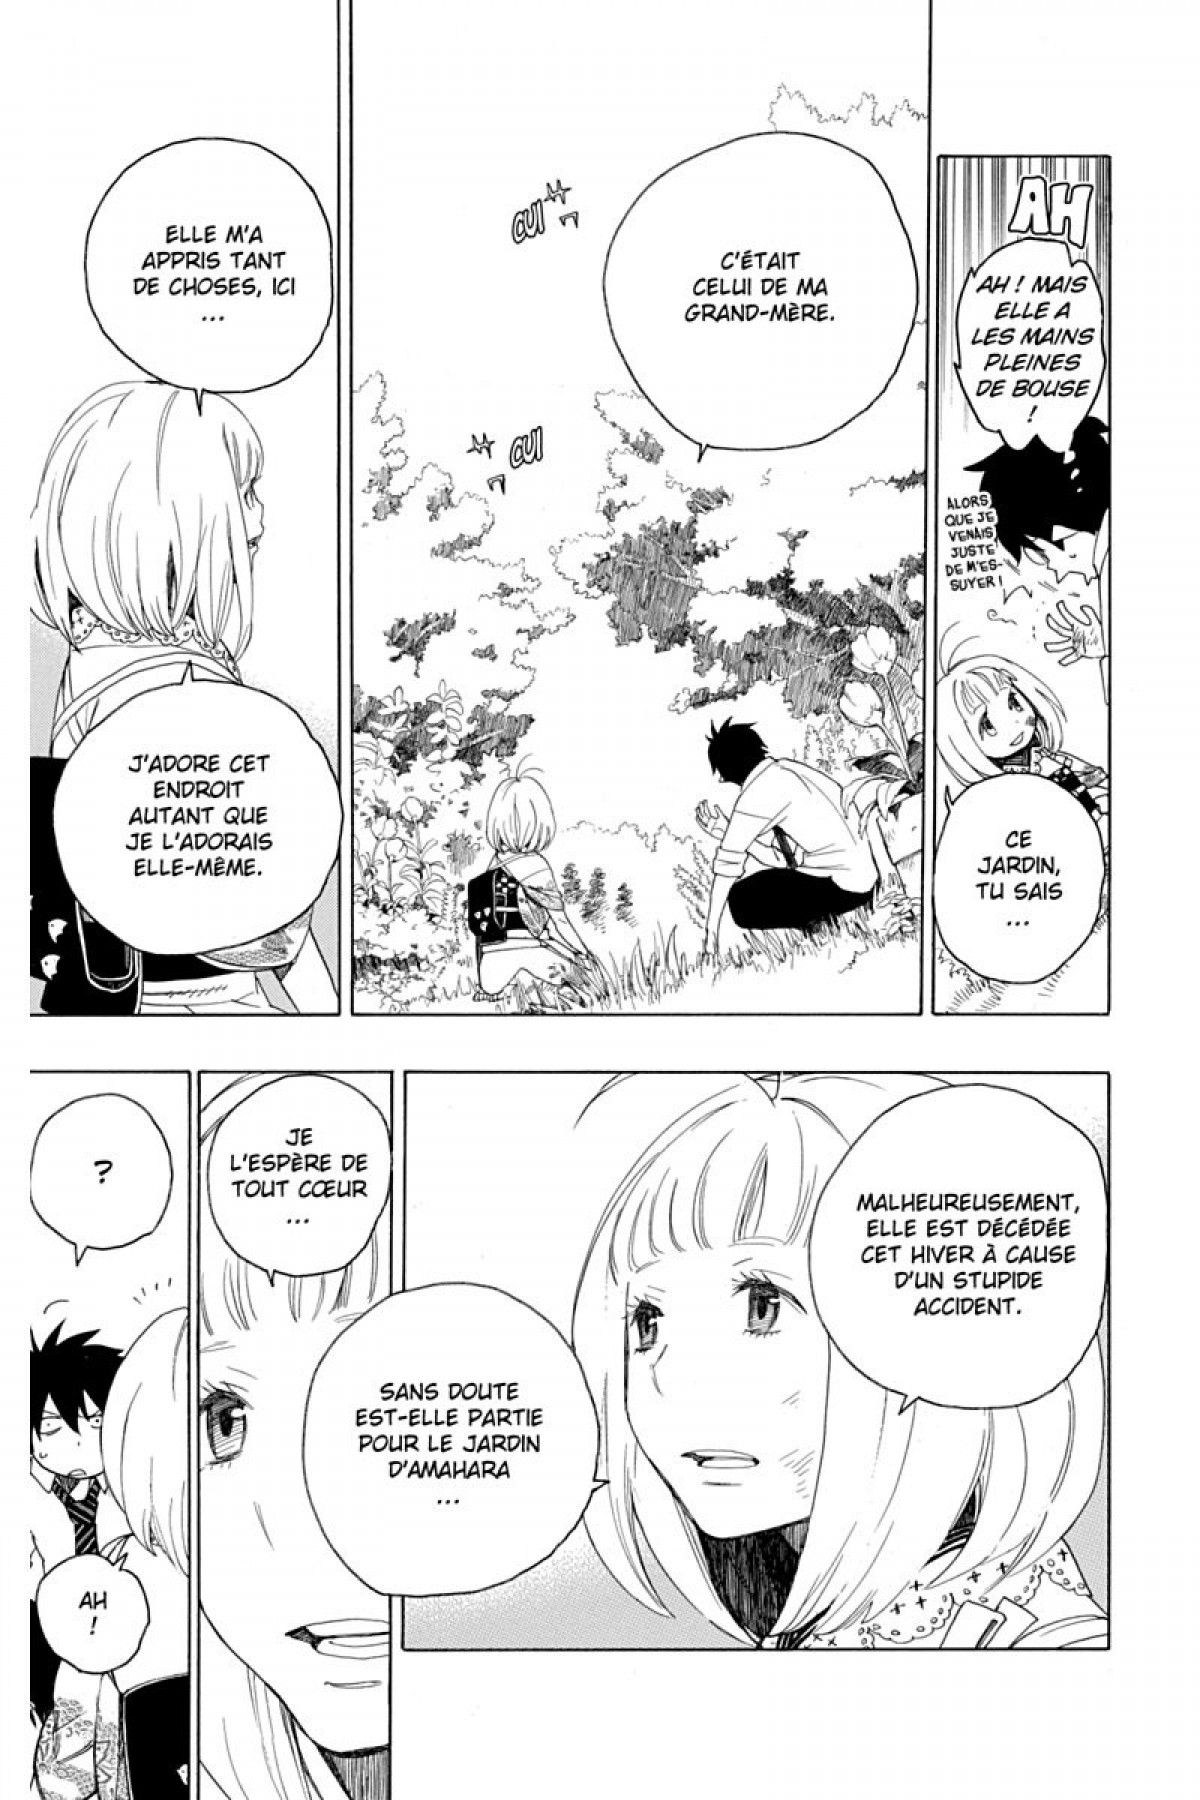 AH
AH ! MAIS
ELLE A
LES MAINS
PLEINES
DE BOUSE
!
ALORS
QUE JE
VENAIS
JUSTE
DE M'ES-
SUYER !
CE
JARDIN,
TU SAIS
...
C'ÉTAIT
CELUI DE MA
GRAND-MÈRE.
CUI
CUI
ELLE M'A
APPRIS TANT
DE CHOSES, ICI
...
J'ADORE CET
ENDROIT
AUTANT QUE
JE L'ADORAIS
ELLE-MÊME.
MALHEUREUSEMENT,
ELLE EST DÉCÉDÉE
CET HIVER À CAUSE
D'UN STUPIDE
ACCIDENT.
SANS DOUTE
EST-ELLE PARTIE
POUR LE JARDIN
D'AMAHARA
...
JE
L'ESPÈRE DE
TOUT CŒUR
...
?
AH
!